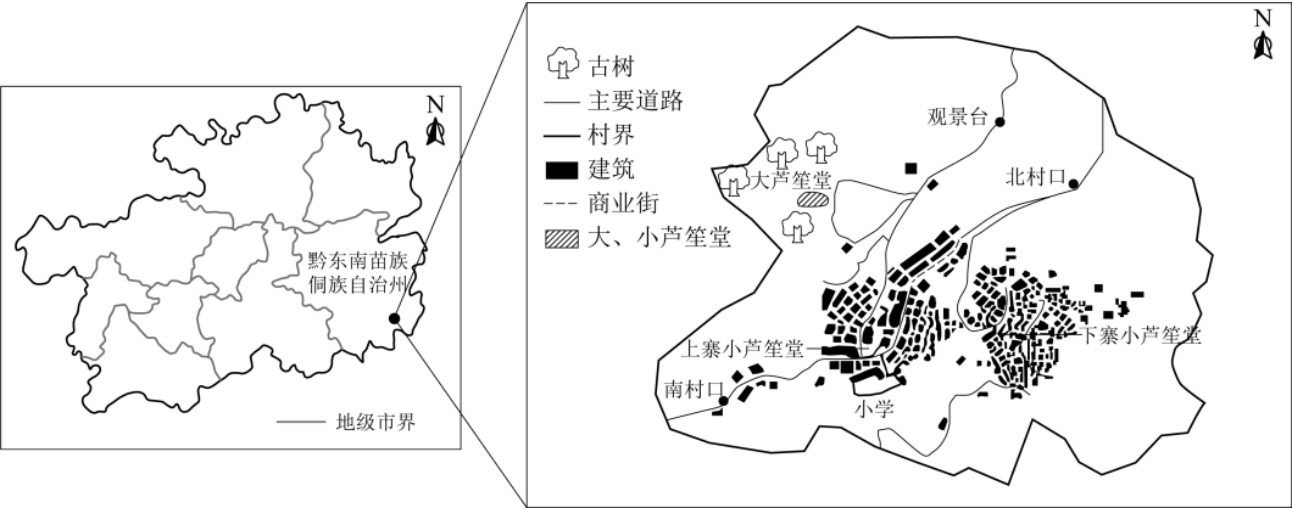 N
黔东南苗族
侗族自治州
地级市界
N
古树
主要道路
村界
建筑
商业街
大、小芦笙堂
观景台
北村口
大芦笙堂
上寨小芦笙堂
下寨小芦笙堂
南村口
小学